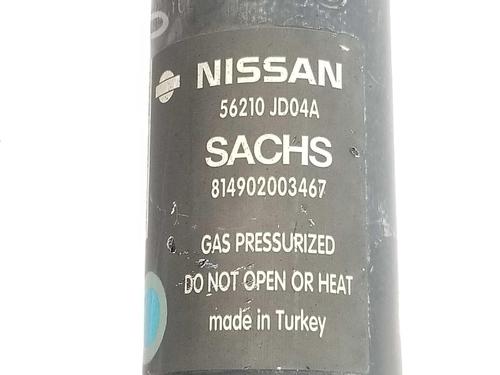 NISSAN
56210 JD04A
SACHS
814902003467
GAS PRESSURIZED
DO NOT OPEN OR HEAT
made in Turkey